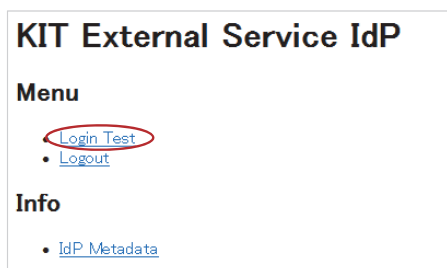 KIT External Service IdP
Menu
Login Test
Logout
Info
IdP Metadata